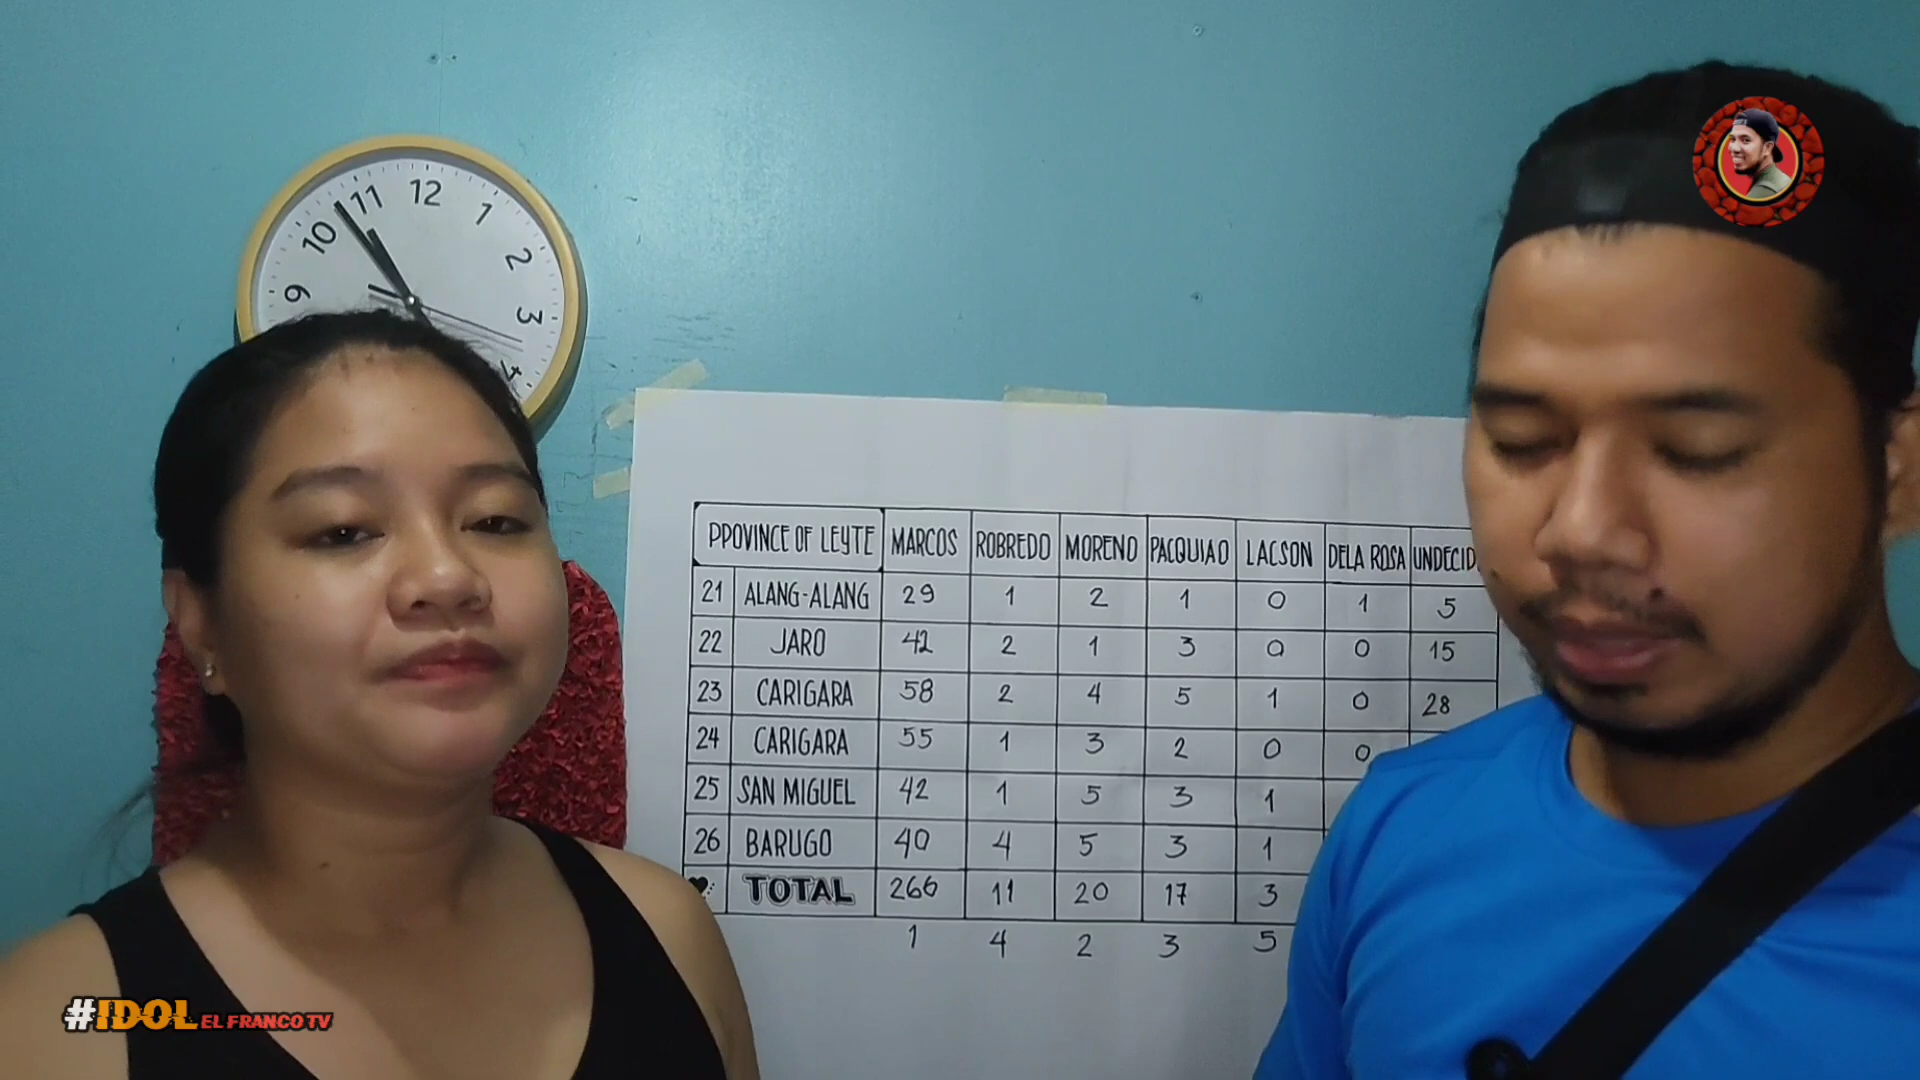 12
11
1
10
2
9
3
4
PPOVINCE OF LEYTE MARCOS ROBREDO MORENO PACQUIAO LACSON DELA ROSA UNDECID
21 ALANG-ALANG 29 1 2 1 0 1 5
22 JARO 42 2 1 3 0 0 15
23 CARIGARA 58 2 4 5 1 0 28
24 CARIGARA 55 1 3 2 0 0
25 SAN MIGUEL 42 1 5 3 1
26 BARUGO 40 4 5 3 1
TOTAL 266 11 20 17 3
1 4 2 3 5
#IDOL EL FRANCO TV